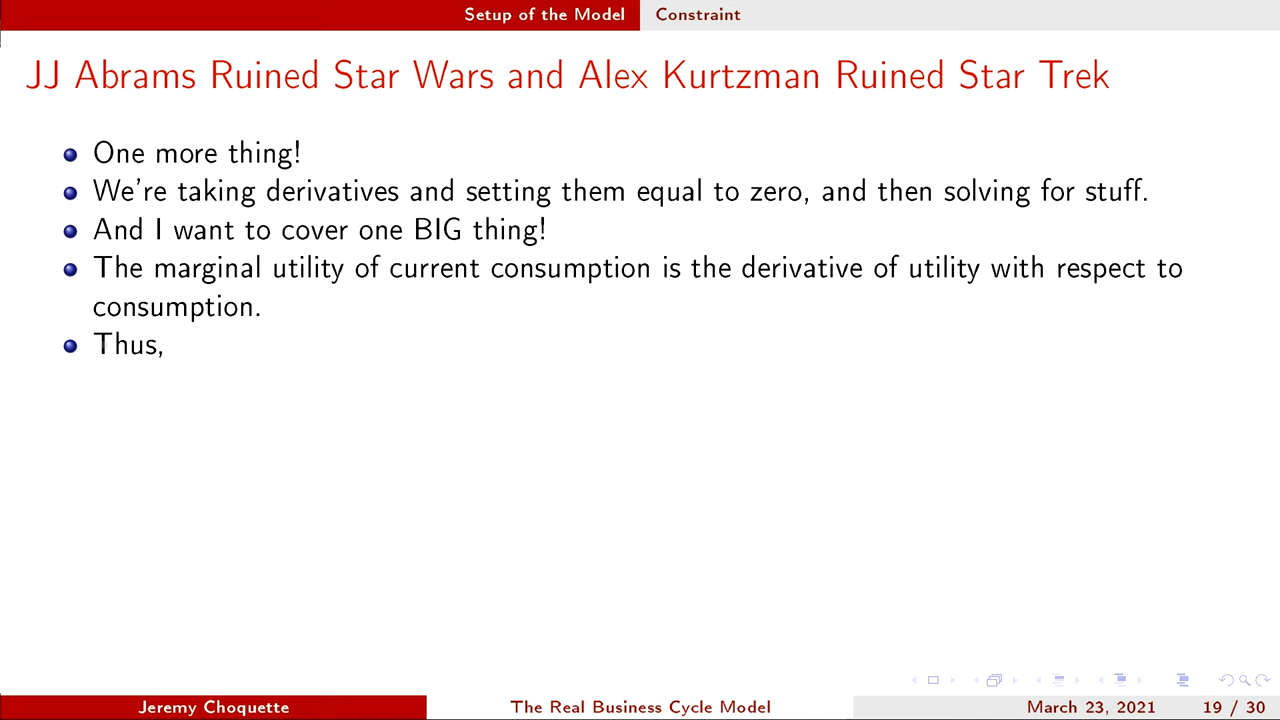 Setup of the Model Constraint
JJ Abrams Ruined Star Wars and Alex Kurtzman Ruined Star Trek
One more thing!
We're taking derivatives and setting them equal to zero, and then solving for stuff.
And I want to cover one BIG thing!
The marginal utility of current consumption is the derivative of utility with respect to
consumption.
Thus,
Jeremy Choquette The Real Business Cycle Model March 23, 2021 19 / 30